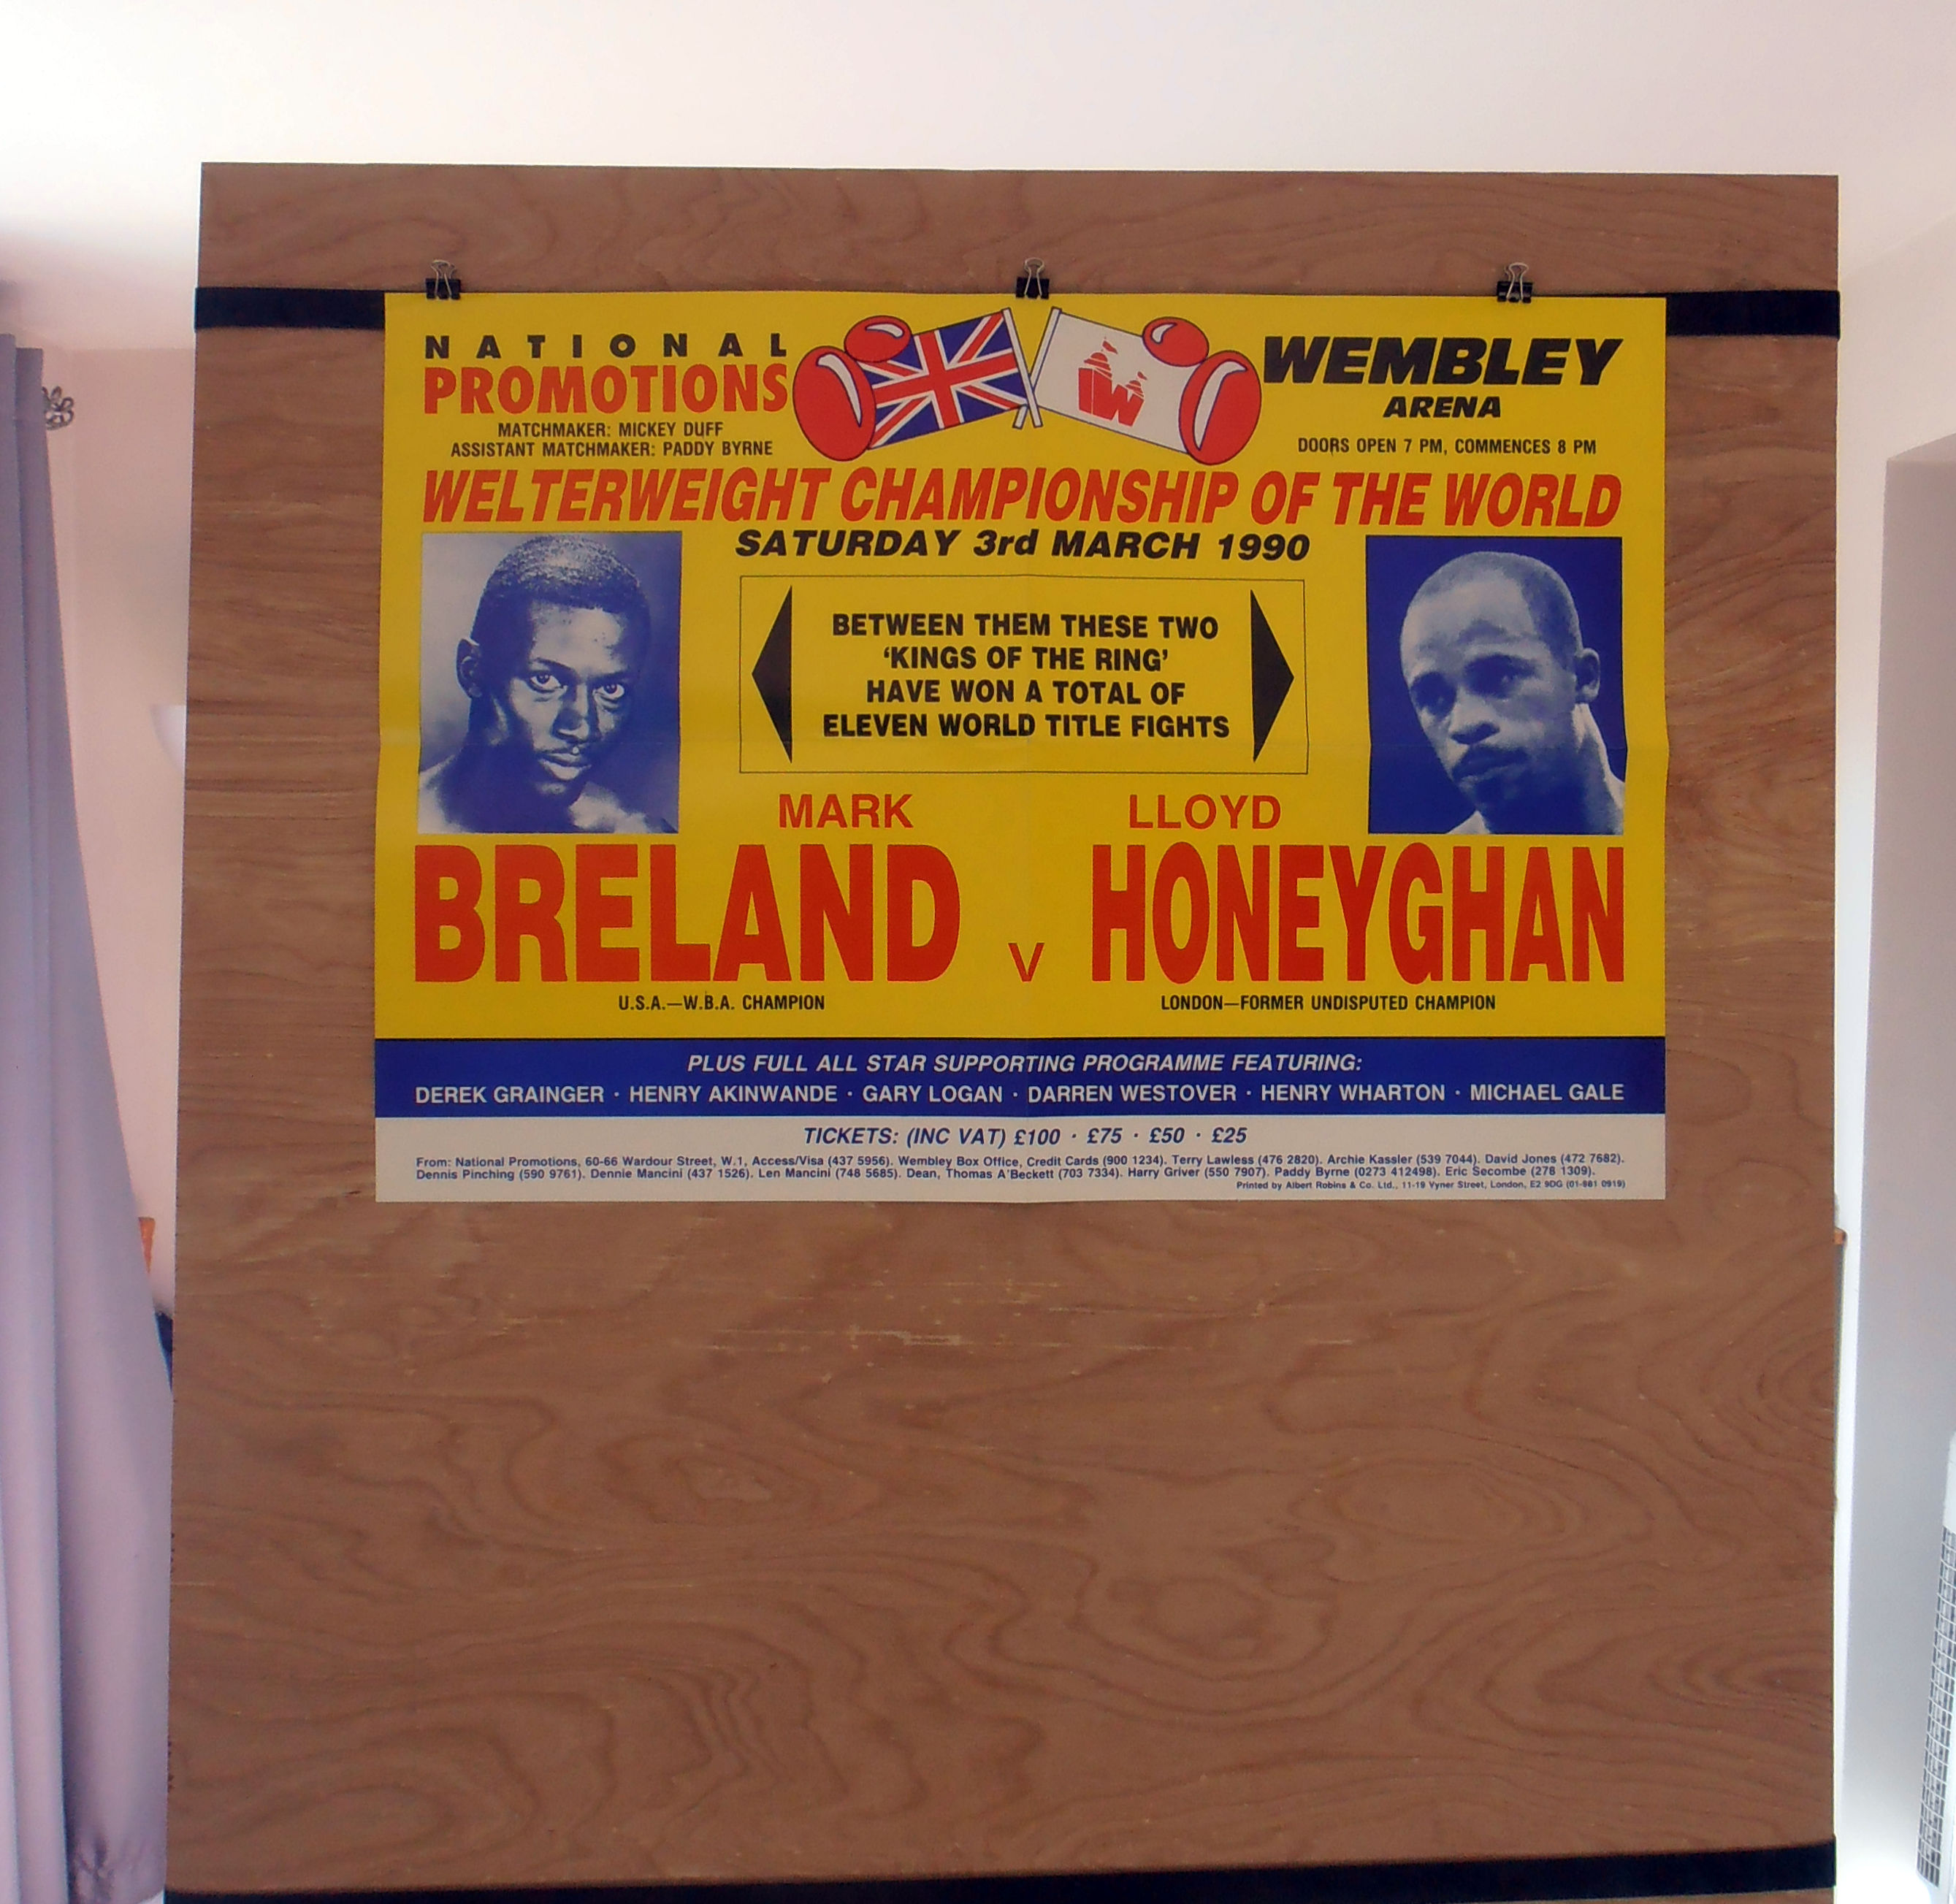 NATIONAL
PROMOTIONS
MATCHMAKER: MICKEY DUFF
ASSISTANT MATCHMAKER: PADDY BYRNE
W
WEMBLEY
ARENA
DOORS OPEN 7 PM, COMMENCES 8 PM
WELTERWEIGHT CHAMPIONSHIP OF THE WORLD
SATURDAY 3rd MARCH 1990
BETWEEN THEM THESE TWO
‘KINGS OF THE RING’
HAVE WON A TOTAL OF
ELEVEN WORLD TITLE FIGHTS
MARK
BRELAND
U.S.A.—W.B.A. CHAMPION
v
LLOYD
HONEYGHAN
LONDON—FORMER UNDISPUTED CHAMPION
PLUS FULL ALL STAR SUPPORTING PROGRAMME FEATURING:
DEREK GRAINGER · HENRY AKINWANDE · GARY LOGAN · DARREN WESTOVER · HENRY WHARTON · MICHAEL GALE
TICKETS: (INC VAT) £100 · £75 · £50 · £25
From: National Promotions, 60-66 Wardour Street, W.1, Access/Visa (437 5956). Wembley Box Office, Credit Cards (900 1234). Terry Lawless (476 2820). Archie Kassler (539 7044). David Jones (472 7682).
Dennis Pinching (590 9761). Dennie Mancini (437 1526). Len Mancini (748 5685). Dean, Thomas A'Beckett (703 7334). Harry Griver (550 7907). Paddy Byrne (0273 412498). Eric Secombe (278 1309).
Printed by Albert Robins & Co. Ltd., 11-19 Vyner Street, London, E2 9DG (01-981 0919)